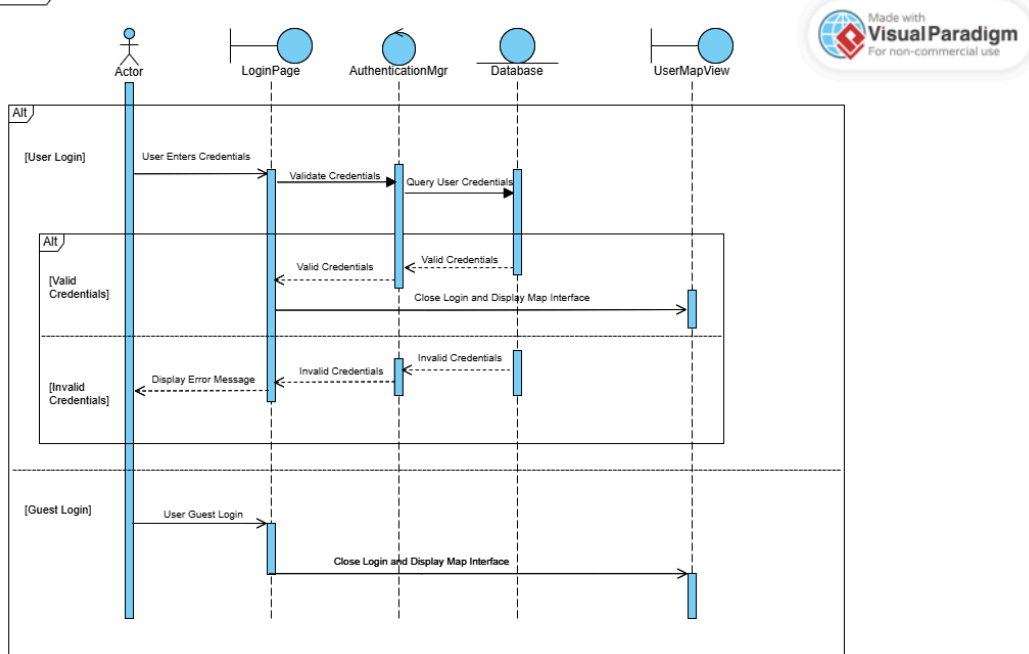 Made with
Visual Paradigm
For non-commercial use
Actor
LoginPage
AuthenticationMgr
Database
UserMapView
Alt
[User Login]
User Enters Credentials
Validate Credentials
Query User Credentials
Alt
[Valid
Credentials]
Valid Credentials
Valid Credentials
Close Login and Display Map Interface
[Invalid
Credentials]
Invalid Credentials
Invalid Credentials
Display Error Message
[Guest Login]
User Guest Login
Close Login and Display Map Interface